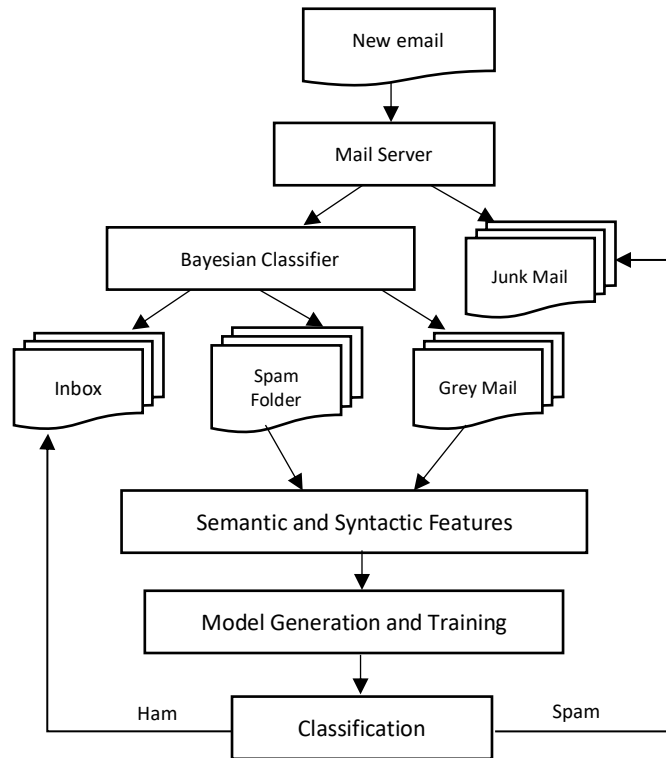 New email
Mail Server
Bayesian Classifier
Junk Mail
Inbox
Spam
Folder
Grey Mail
Semantic and Syntactic Features
Model Generation and Training
Ham
Classification
Spam